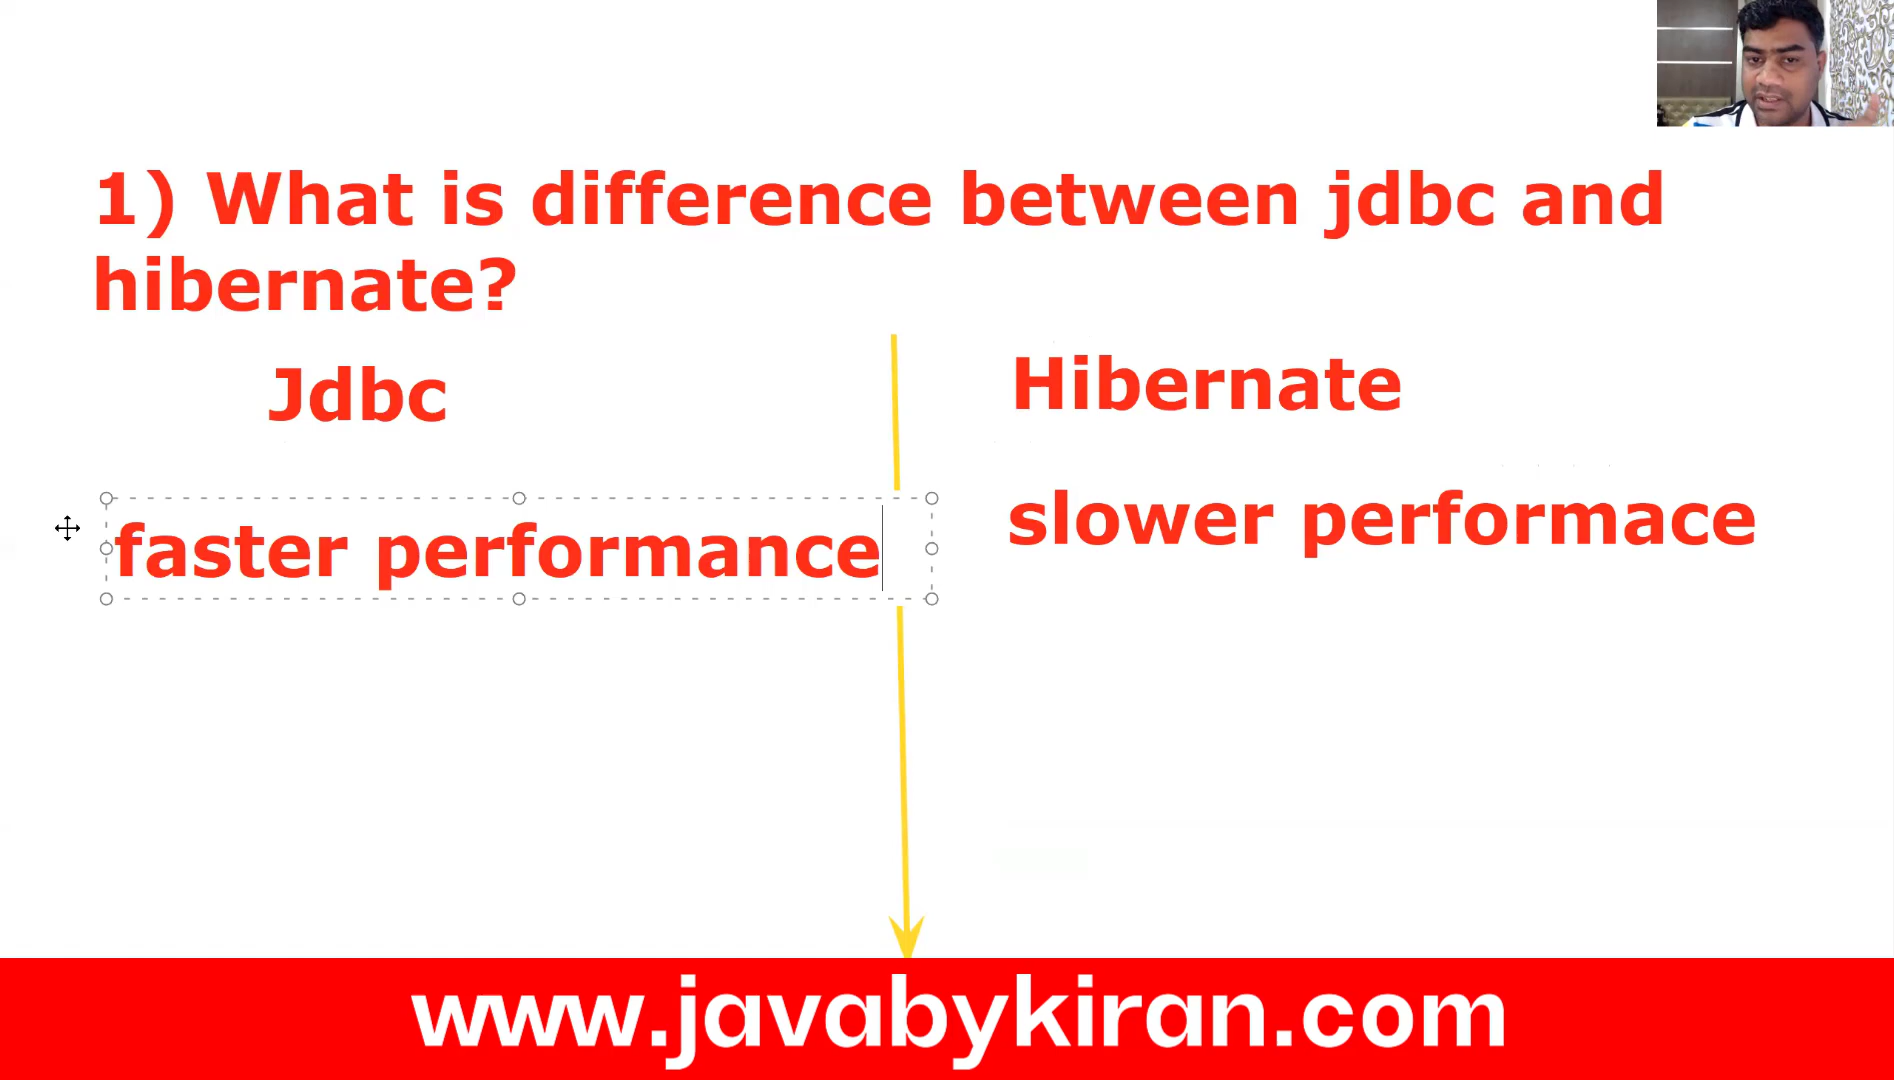 1) What is difference between jdbc and
hibernate?
Jdbc
Hibernate
faster performance
slower performace
www.javabykiran.com